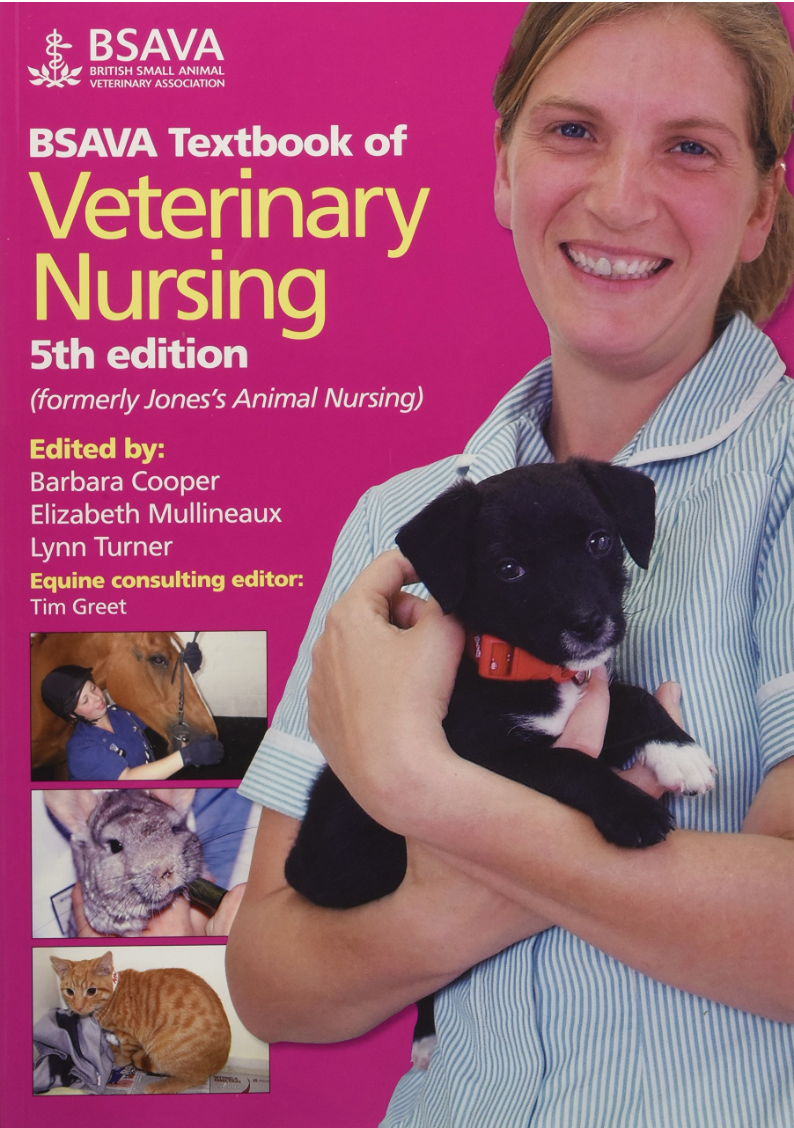 BSAVA
BRITISH SMALL ANIMAL
VETERINARY ASSOCIATION
BSAVA Textbook of
Veterinary
Nursing
5th edition
(formerly Jones's Animal Nursing)
Edited by:
Barbara Cooper
Elizabeth Mullineaux
Lynn Turner
Equine consulting editor:
Tim Greet